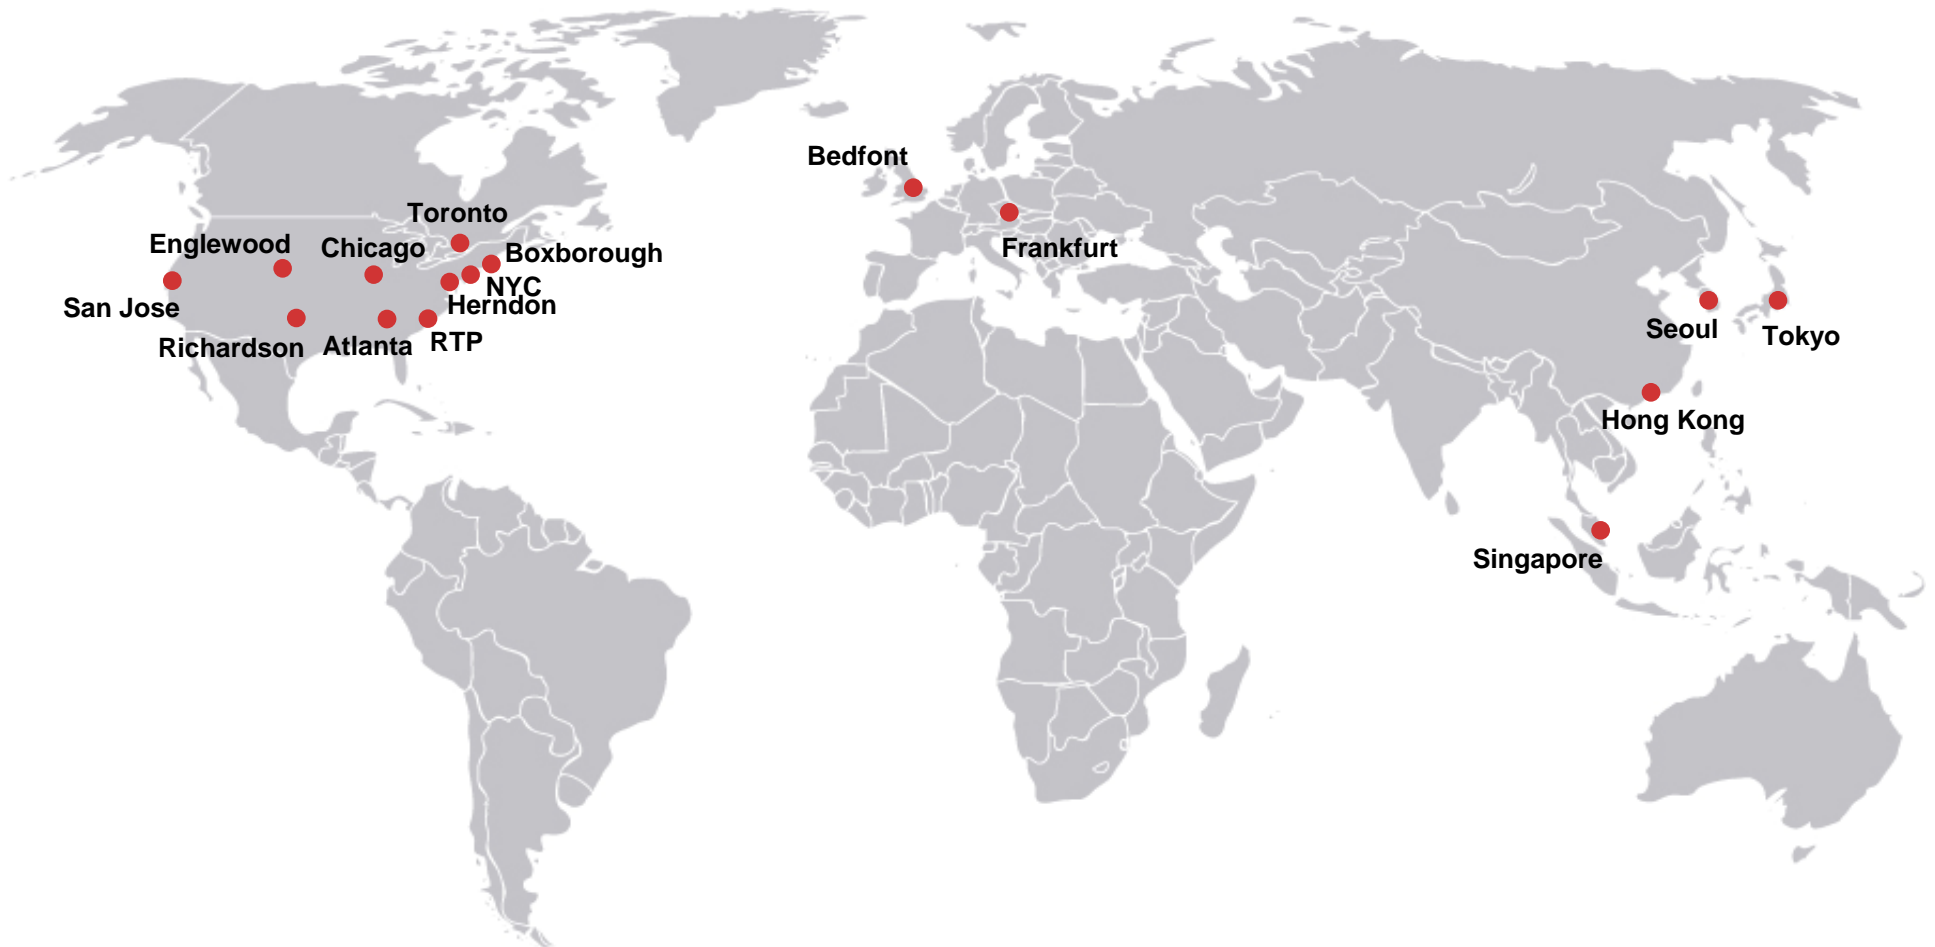 Bedfont
Toronto
Englewood
Chicago
Boxborough
Frankfurt
NYC
Herndon
San Jose
Seoul
Tokyo
RTP
Richardson
Atlanta
Hong Kong
Singapore